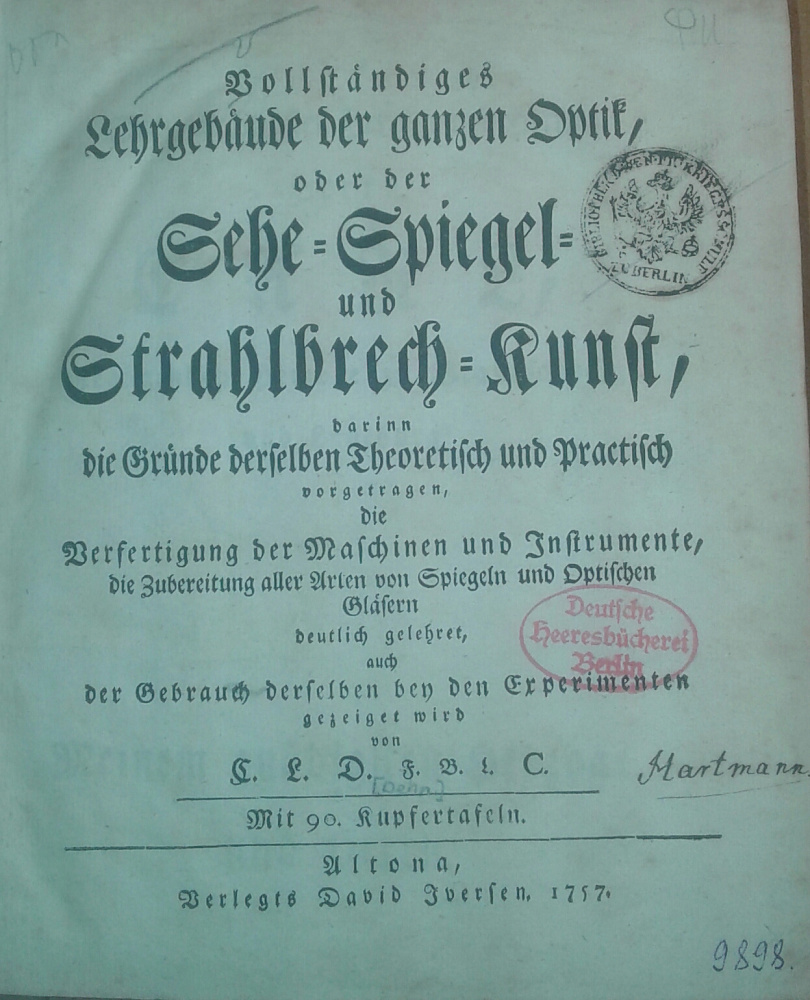 Vollſtändiges
Lehrgebäude der ganzen Optik,
oder der
Sehe-Spiegel-
und
Strahlbrech-Kunſt,
darinn
die Gründe derſelben Theoretiſch und Practiſch
vorgetragen,
die
Verfertigung der Maſchinen und Inſtrumente,
die Zubereitung aller Arten von Spiegeln und Optiſchen
Gläſern
deutlich gelehret,
auch
der Gebrauch derſelben bey den Experimenten
gezeiget wird
von
C. L. D. F. B. l. C.
[Denn]
Hartmann.
Mit 90. Kupfertafeln.
Altona,
Verlegts David Iverſen. 1757.
9898.
ZU BERLIN
Deutſche
Heeresbücherei
Berlin